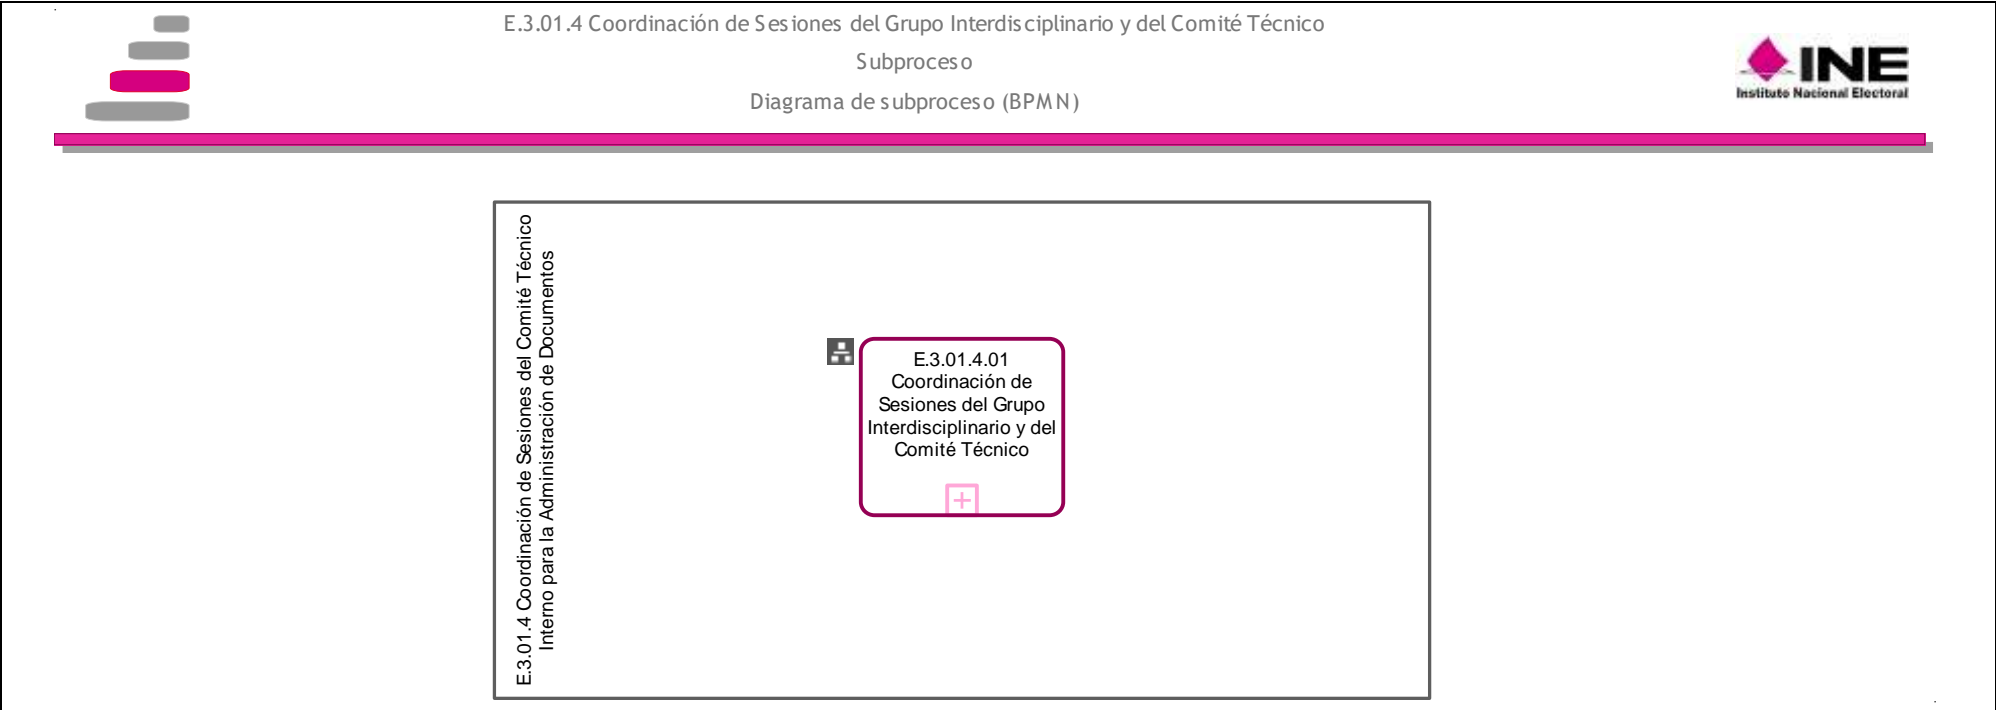 E.3.01.4 Coordinación de Sesiones del Grupo Interdisciplinario y del Comité Técnico
Subproceso
Diagrama de subproceso (BPMN)
INE
Instituto Nacional Electoral
E.3.01.4 Coordinación de Sesiones del Comité Técnico
Interno para la Administración de Documentos
E.3.01.4.01
Coordinación de
Sesiones del Grupo
Interdisciplinario y del
Comité Técnico